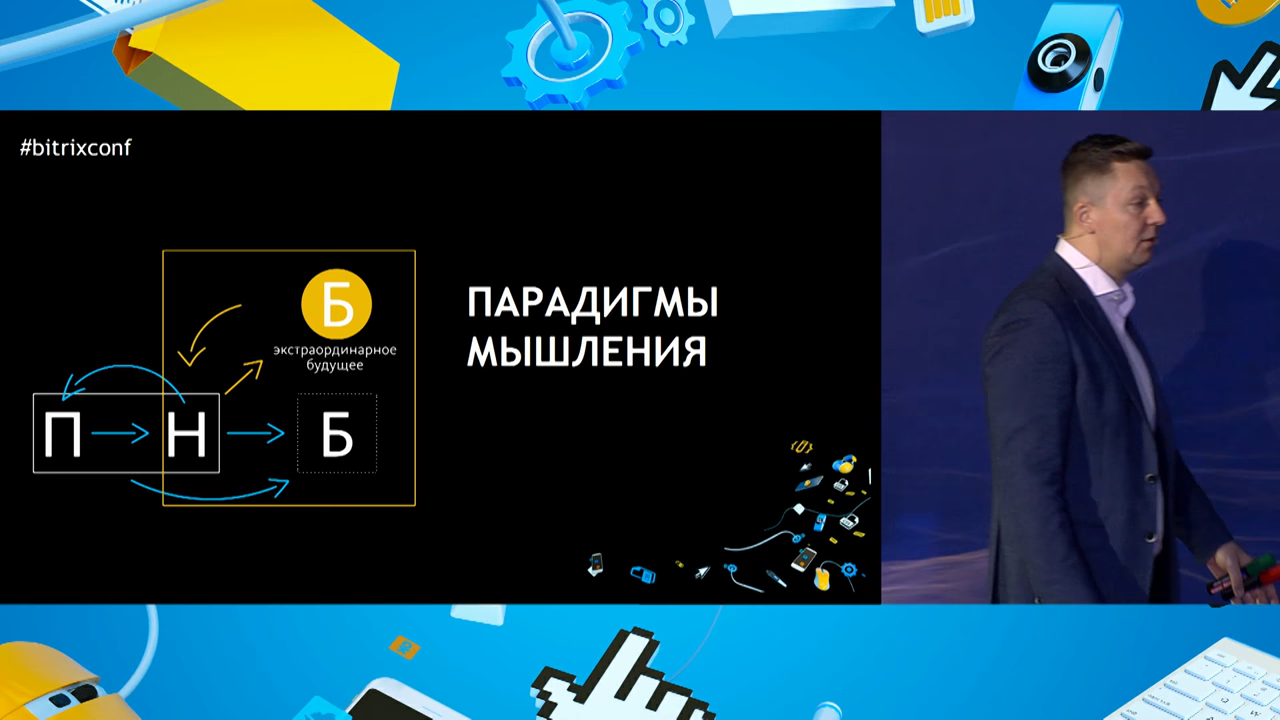 #bitrixconf
Б
экстраординарное
будущее
П
Н
Б
ПАРАДИГМЫ
МЫШЛЕНИЯ